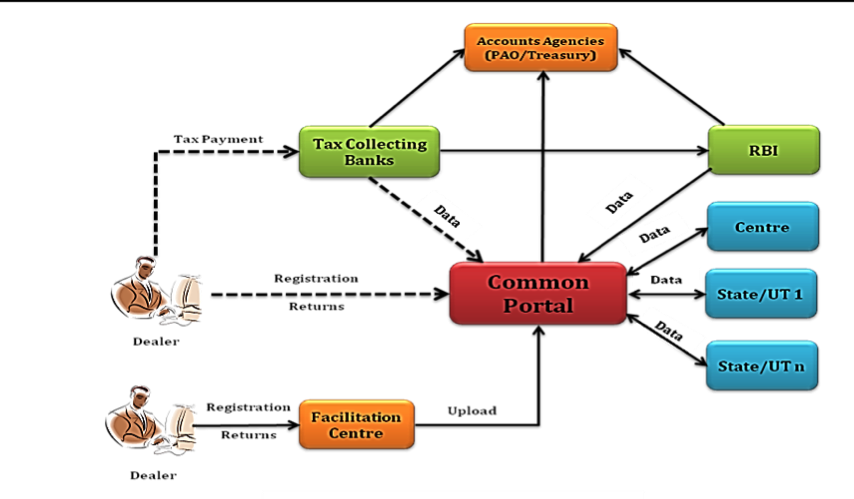 Accounts Agencies
(PAO/Treasury)
Tax Payment
Tax Collecting
Banks
RBI
Data
Data
Data
Centre
Registration
Returns
Common
Portal
Data
State/UT 1
Dealer
Data
State/UT n
Registration
Returns
Facilitation
Centre
Upload
Dealer